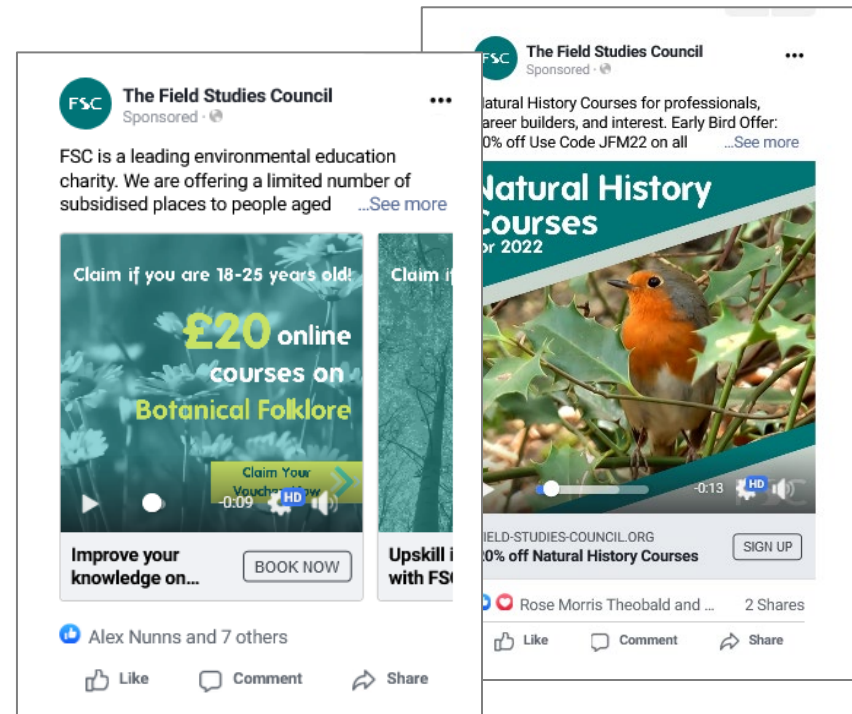 FSC
The Field Studies Council
Sponsored ·
FSC is a leading environmental education
charity. We are offering a limited number of
subsidised places to people aged ...See more
Claim if you are 18-25 years old!
£20 online
courses on
Botanical Folklore
Claim Your
Now
-0:09 HD
Improve your
knowledge on...
BOOK NOW
Claim
Upskill
with FSC
Alex Nunns and 7 others
Like Comment Share
FSC
The Field Studies Council
Sponsored ·
atural History Courses for professionals,
areer builders, and interest. Early Bird Offer:
0% off Use Code JFM22 on all ...See more
Natural History
Courses
or 2022
-0:13 HD
FSC
IELD-STUDIES-COUNCIL.ORG
0% off Natural History Courses
SIGN UP
Rose Morris Theobald and ... 2 Shares
Like Comment Share